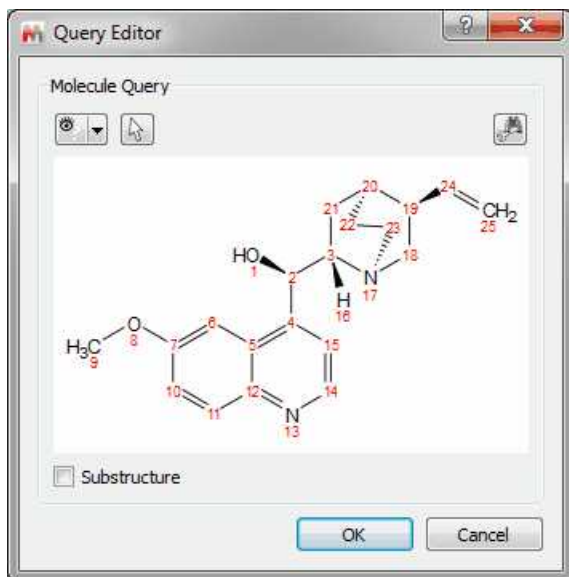 Query Editor
?
Molecule Query
20
24
21
19
CH2
25
22
23
HO
1
3
18
2
N
17
H
16
O
8
6
4
H3C
9
7
5
15
10
12
14
11
N
13
Substructure
OK
Cancel